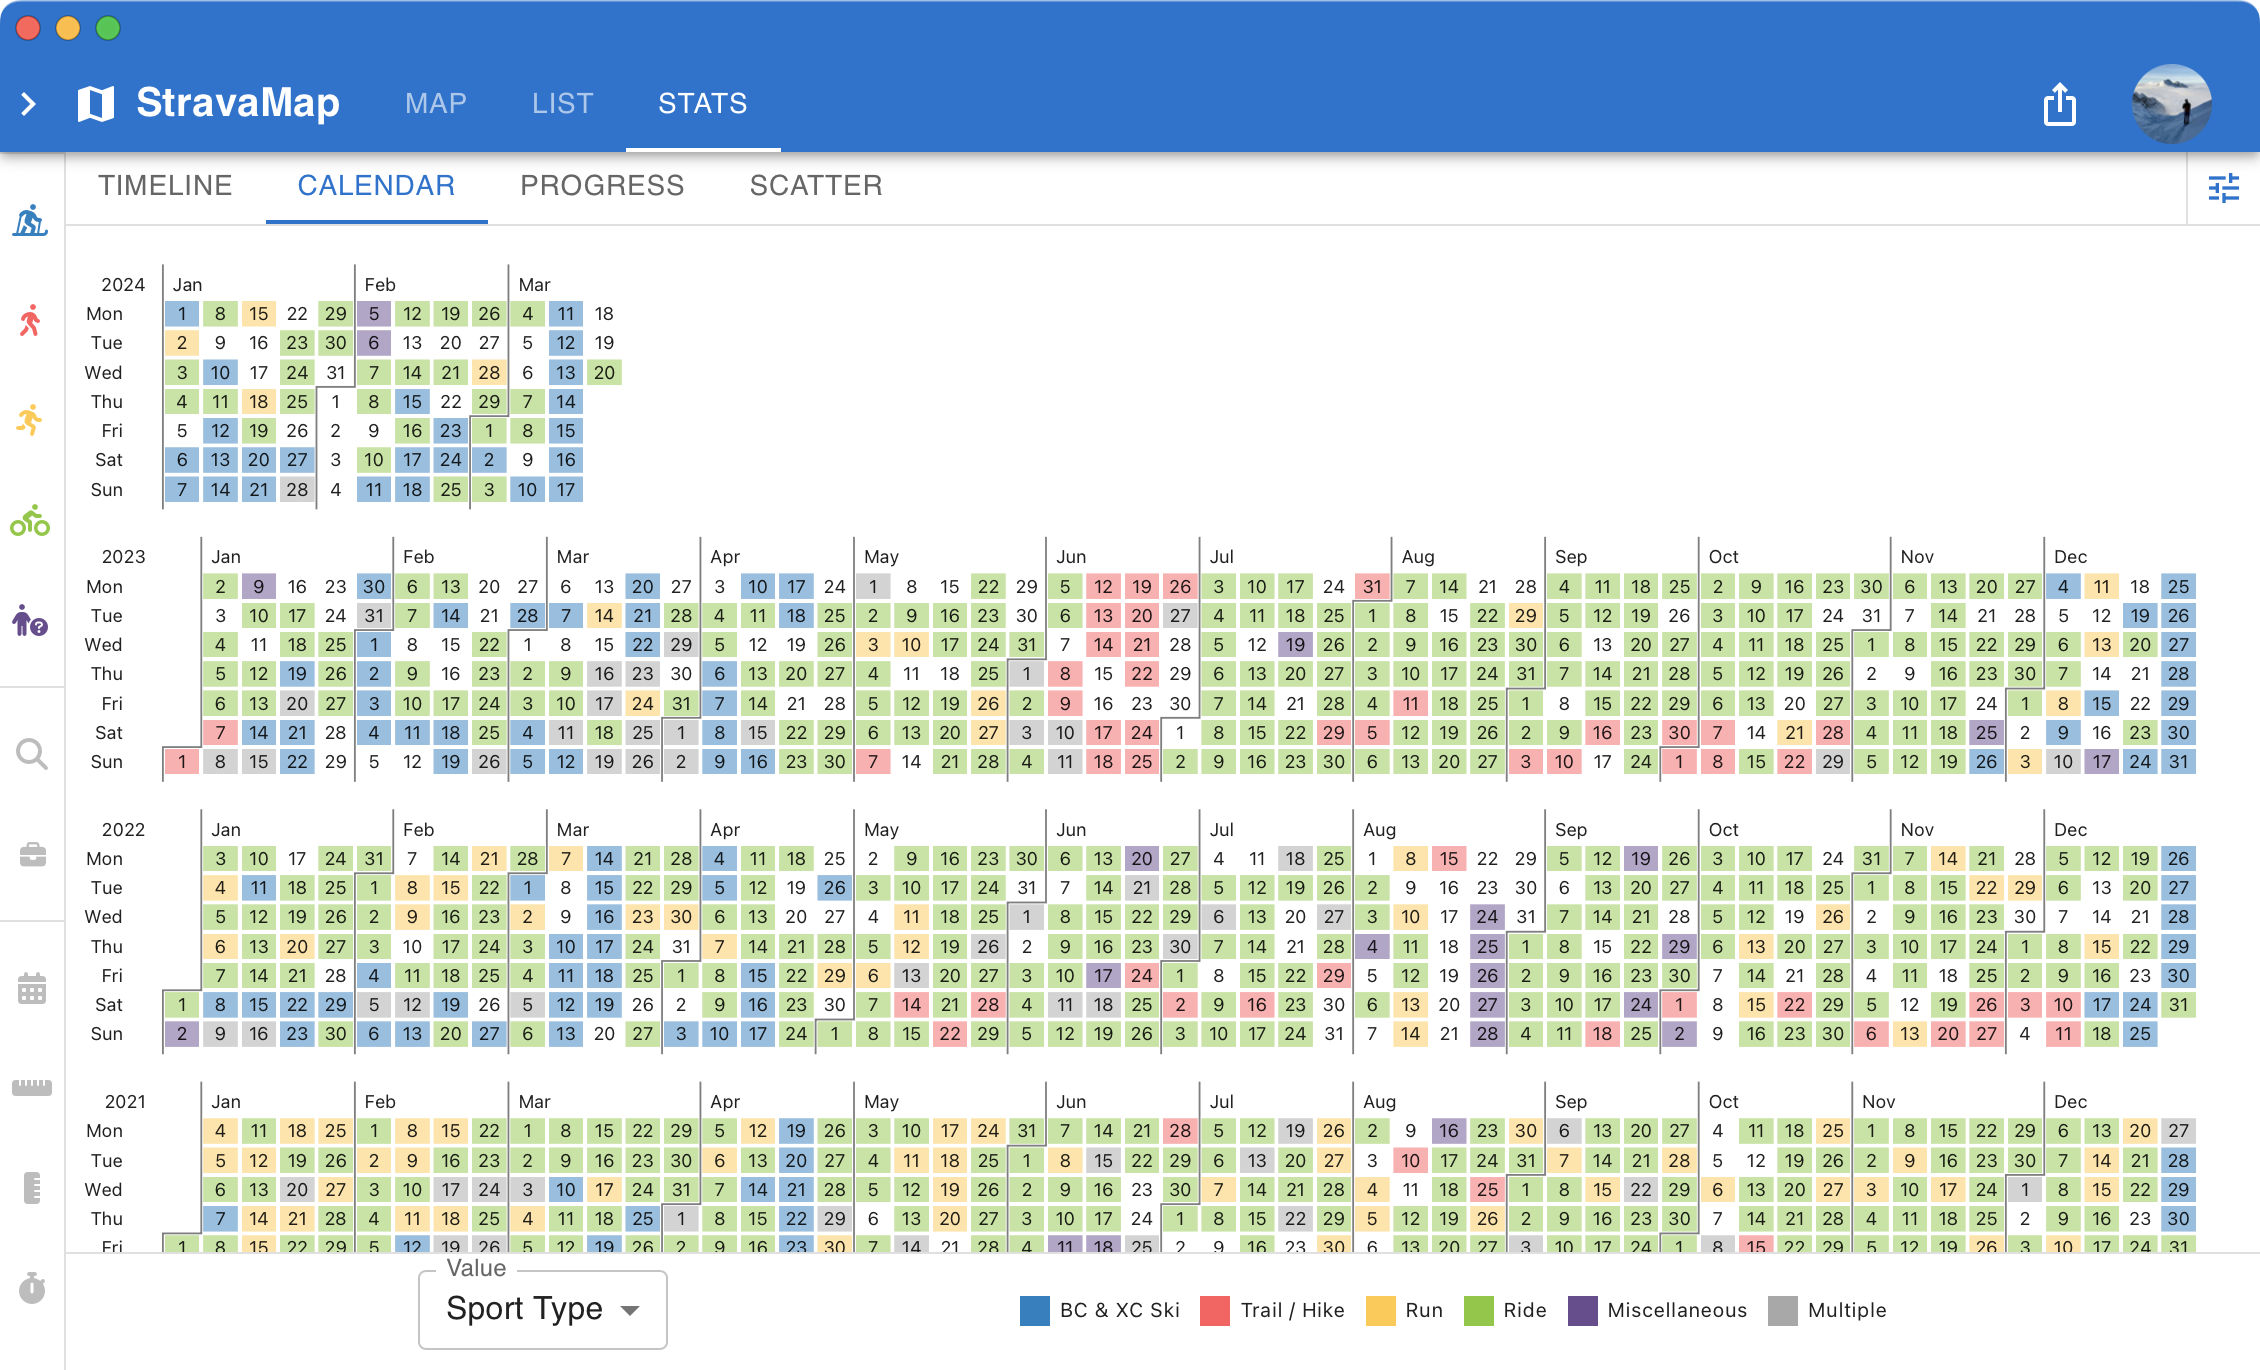 StravaMap MAP LIST STATS
TIMELINE CALENDAR PROGRESS SCATTER
2024 Jan Feb Mar
Mon 1 8 15 22 29 5 12 19 26 4 11 18
Tue 2 9 16 23 30 6 13 20 27 5 12 19
Wed 3 10 17 24 31 7 14 21 28 6 13 20
Thu 4 11 18 25 1 8 15 22 29 7 14
Fri 5 12 19 26 2 9 16 23 1 8 15
Sat 6 13 20 27 3 10 17 24 2 9 16
Sun 7 14 21 28 4 11 18 25 3 10 17
2023 Jan Feb Mar Apr May Jun Jul Aug Sep Oct Nov Dec
Mon 2 9 16 23 30 6 13 20 27 6 13 20 27 3 10 17 24 1 8 15 22 29 5 12 19 26 3 10 17 24 31 7 14 21 28 4 11 18 25 2 9 16 23 30 6 13 20 27 4 11 18 25
Tue 3 10 17 24 31 7 14 21 28 7 14 21 28 4 11 18 25 2 9 16 23 30 6 13 20 27 4 11 18 25 1 8 15 22 29 5 12 19 26 3 10 17 24 31 7 14 21 28 5 12 19 26
Wed 4 11 18 25 1 8 15 22 1 8 15 22 29 5 12 19 26 3 10 17 24 31 7 14 21 28 5 12 19 26 2 9 16 23 30 6 13 20 27 4 11 18 25 1 8 15 22 29 6 13 20 27
Thu 5 12 19 26 2 9 16 23 2 9 16 23 30 6 13 20 27 4 11 18 25 1 8 15 22 29 6 13 20 27 3 10 17 24 31 7 14 21 28 5 12 19 26 2 9 16 23 30 7 14 21 28
Fri 6 13 20 27 3 10 17 24 3 10 17 24 31 7 14 21 28 5 12 19 26 2 9 16 23 30 7 14 21 28 4 11 18 25 1 8 15 22 29 6 13 20 27 3 10 17 24 1 8 15 22 29
Sat 7 14 21 28 4 11 18 25 4 11 18 25 1 8 15 22 29 6 13 20 27 3 10 17 24 1 8 15 22 29 5 12 19 26 2 9 16 23 30 7 14 21 28 4 11 18 25 2 9 16 23 30
Sun 1 8 15 22 29 5 12 19 26 5 12 19 26 2 9 16 23 30 7 14 21 28 4 11 18 25 2 9 16 23 30 6 13 20 27 3 10 17 24 1 8 15 22 29 5 12 19 26 3 10 17 24 31
2022 Jan Feb Mar Apr May Jun Jul Aug Sep Oct Nov Dec
Mon 3 10 17 24 31 7 14 21 28 7 14 21 28 4 11 18 25 2 9 16 23 30 6 13 20 27 4 11 18 25 1 8 15 22 29 5 12 19 26 3 10 17 24 31 7 14 21 28 5 12 19 26
Tue 4 11 18 25 1 8 15 22 1 8 15 22 29 5 12 19 26 3 10 17 24 31 7 14 21 28 5 12 19 26 2 9 16 23 30 6 13 20 27 4 11 18 25 1 8 15 22 29 6 13 20 27
Wed 5 12 19 26 2 9 16 23 2 9 16 23 30 6 13 20 27 4 11 18 25 1 8 15 22 29 6 13 20 27 3 10 17 24 31 7 14 21 28 5 12 19 26 2 9 16 23 30 7 14 21 28
Thu 6 13 20 27 3 10 17 24 3 10 17 24 31 7 14 21 28 5 12 19 26 2 9 16 23 30 7 14 21 28 4 11 18 25 1 8 15 22 29 6 13 20 27 3 10 17 24 1 8 15 22 29
Fri 7 14 21 28 4 11 18 25 4 11 18 25 1 8 15 22 29 6 13 20 27 3 10 17 24 1 8 15 22 29 5 12 19 26 2 9 16 23 30 7 14 21 28 4 11 18 25 2 9 16 23 30
Sat 1 8 15 22 29 5 12 19 26 5 12 19 26 2 9 16 23 30 7 14 21 28 4 11 18 25 2 9 16 23 30 6 13 20 27 3 10 17 24 1 8 15 22 29 5 12 19 26 3 10 17 24 31
Sun 2 9 16 23 30 6 13 20 27 6 13 20 27 3 10 17 24 1 8 15 22 29 5 12 19 26 3 10 17 24 31 7 14 21 28 4 11 18 25 2 9 16 23 30 6 13 20 27 4 11 18 25
2021 Jan Feb Mar Apr May Jun Jul Aug Sep Oct Nov Dec
Mon 4 11 18 25 1 8 15 22 1 8 15 22 29 5 12 19 26 3 10 17 24 31 7 14 21 28 5 12 19 26 2 9 16 23 30 6 13 20 27 4 11 18 25 1 8 15 22 29 6 13 20 27
Tue 5 12 19 26 2 9 16 23 2 9 16 23 30 6 13 20 27 4 11 18 25 1 8 15 22 29 6 13 20 27 3 10 17 24 31 7 14 21 28 5 12 19 26 2 9 16 23 30 7 14 21 28
Wed 6 13 20 27 3 10 17 24 3 10 17 24 31 7 14 21 28 5 12 19 26 2 9 16 23 30 7 14 21 28 4 11 18 25 1 8 15 22 29 6 13 20 27 3 10 17 24 1 8 15 22 29
Thu 7 14 21 28 4 11 18 25 4 11 18 25 1 8 15 22 29 6 13 20 27 3 10 17 24 1 8 15 22 29 5 12 19 26 2 9 16 23 30 7 14 21 28 4 11 18 25 2 9 16 23 30
Fri 1 8 15 22 29 5 12 19 26 5 12 19 26 2 9 16 23 30 7 14 21 28 4 11 18 25 2 9 16 23 30 6 13 20 27 3 10 17 24 1 8 15 22 29 5 12 19 26 3 10 17 24 31
Value
Sport Type
BC & XC Ski Trail / Hike Run Ride Miscellaneous Multiple